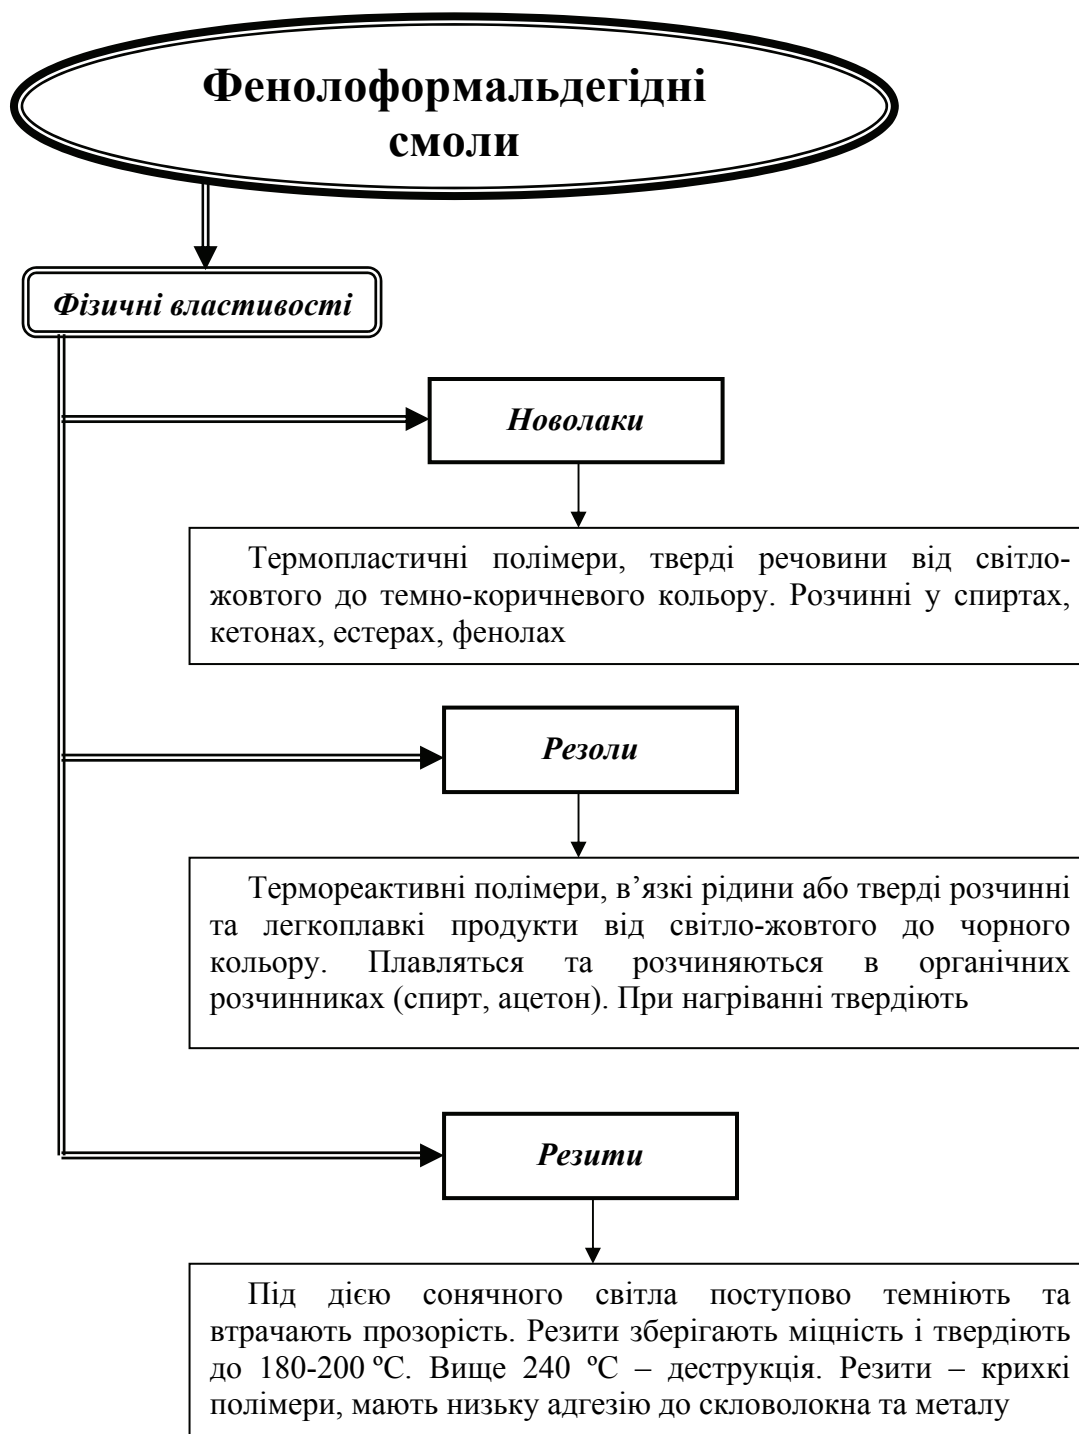 Фенолоформальдегідні
смоли
Фізичні властивості
Новолаки
Термопластичні полімери, тверді речовини від світло-
жовтого до темно-коричневого кольору. Розчинні у спиртах,
кетонах, естерах, фенолах
Резоли
Термореактивні полімери, в’язкі рідини або тверді розчинні
та легкоплавкі продукти від світло-жовтого до чорного
кольору. Плавляться та розчиняються в органічних
розчинниках (спирт, ацетон). При нагріванні твердіють
Резити
Під дією сонячного світла поступово темніють та
втрачають прозорість. Резити зберігають міцність і твердіють
до 180-200 ºС. Вище 240 ºС – деструкція. Резити – крихкі
полімери, мають низьку адгезію до скловолокна та металу